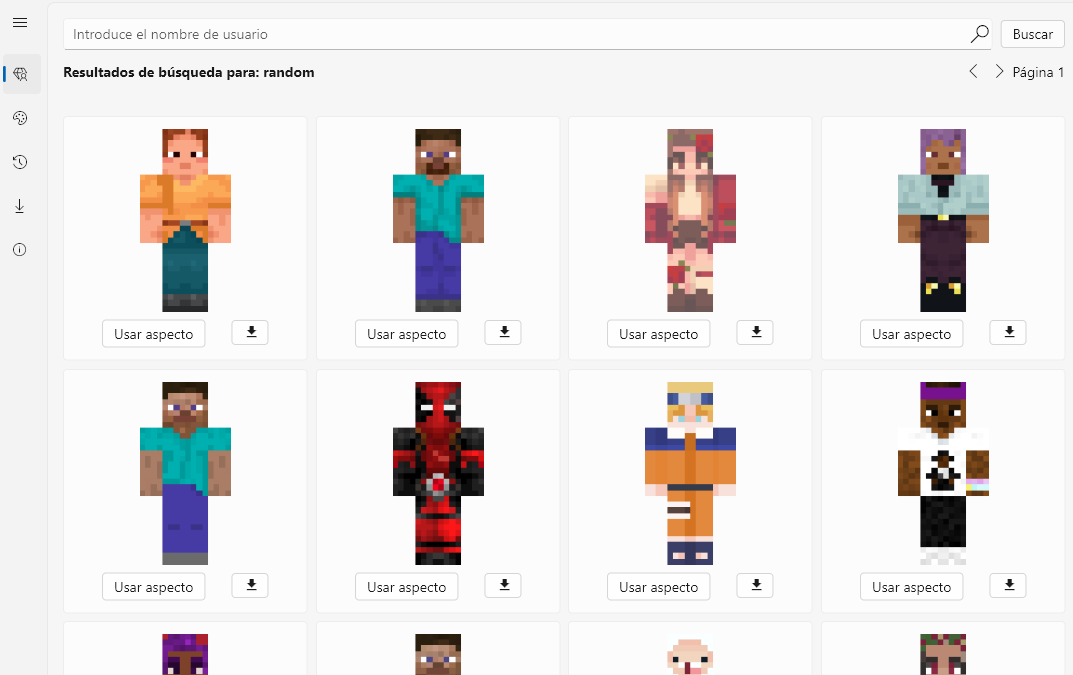 Introduce el nombre de usuario
Buscar
Resultados de búsqueda para: random
Página 1
Usar aspecto
Usar aspecto
Usar aspecto
Usar aspecto
Usar aspecto
Usar aspecto
Usar aspecto
Usar aspecto